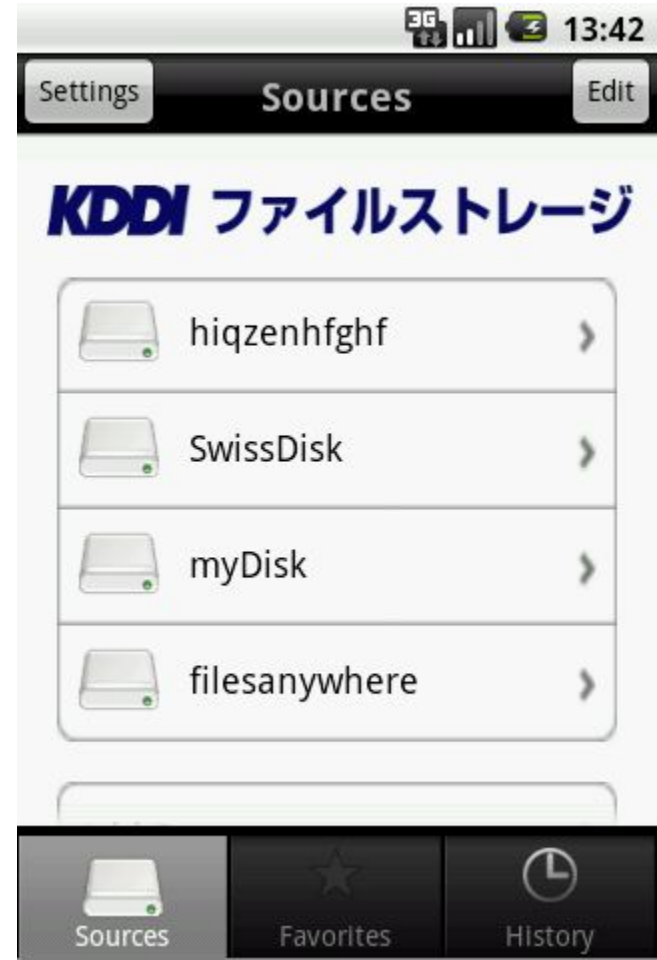 3G 13:42
Settings Sources Edit
KDDI ファイルストレージ
hiqzenhfghf
SwissDisk
myDisk
filesanywhere
Sources Favorites History